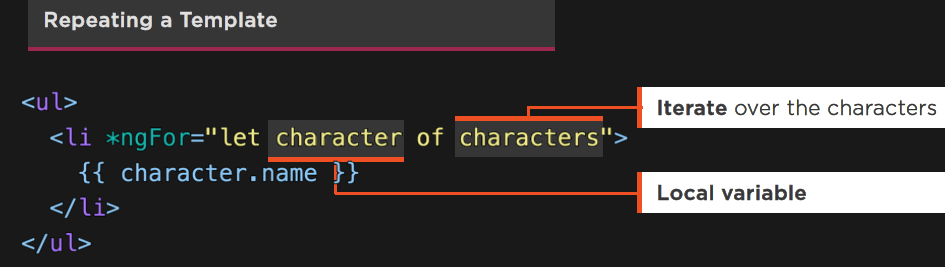 Repeating a Template
<ul>
<li *ngFor="let character of characters">
Iterate over the characters
{{ character.name }}
Local variable
</li>
</ul>